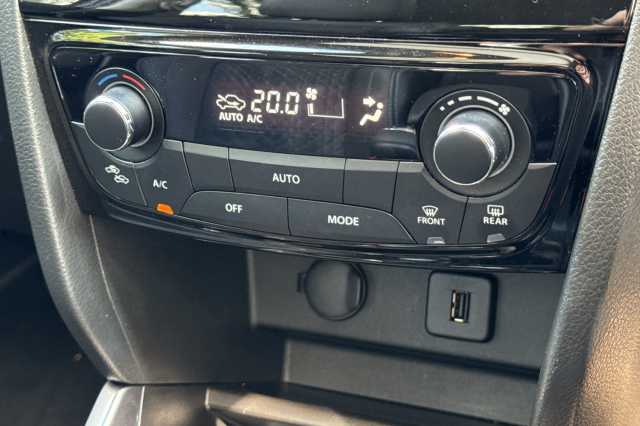 20.0
AUTO A/C
A/C
AUTO
OFF
MODE
FRONT
REAR